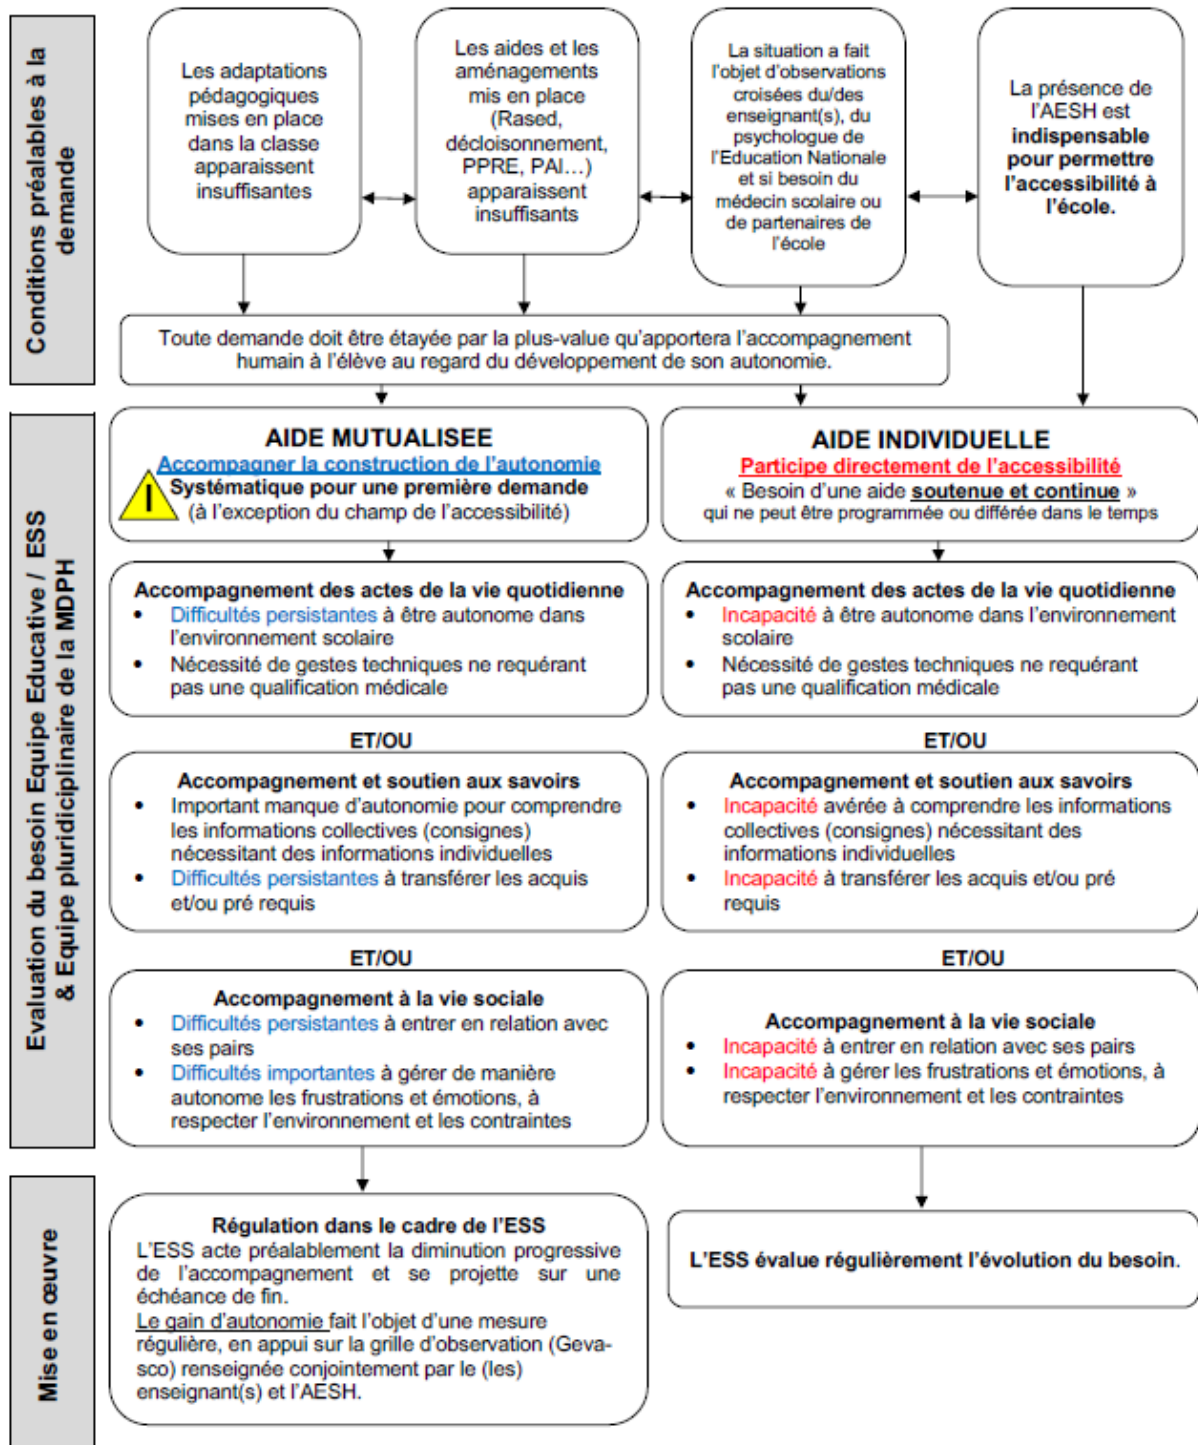 Conditions préalables à la
demande
Les adaptations
pédagogiques
mises en place
dans la classe
apparaissent
insuffisantes
Les aides et les
aménagements
mis en place
(Rased,
décloisonnement,
PPRE, PAI…)
apparaissent
insuffisants
La situation a fait
l’objet d’observations
croisées du/des
enseignant(s), du
psychologue de
l’Education Nationale
et si besoin du
médecin scolaire ou
de partenaires de
l’école
La présence de
l’AESH est
indispensable
pour permettre
l’accessibilité à
l’école.
Toute demande doit être étayée par la plus-value qu’apportera l’accompagnement
humain à l’élève au regard du développement de son autonomie.
Evaluation du besoin Equipe Educative / ESS
& Equipe pluridiciplinaire de la MDPH
AIDE MUTUALISEE
Accompagner la construction de l’autonomie
Systématique pour une première demande
(à l’exception du champ de l’accessibilité)
Accompagnement des actes de la vie quotidienne
• Difficultés persistantes à être autonome dans
l’environnement scolaire
• Nécessité de gestes techniques ne requérant
pas une qualification médicale
ET/OU
Accompagnement et soutien aux savoirs
• Important manque d’autonomie pour comprendre
les informations collectives (consignes)
nécessitant des informations individuelles
• Difficultés persistantes à transférer les acquis
et/ou pré requis
ET/OU
Accompagnement à la vie sociale
• Difficultés persistantes à entrer en relation avec
ses pairs
• Difficultés importantes à gérer de manière
autonome les frustrations et émotions, à
respecter l’environnement et les contraintes
AIDE INDIVIDUELLE
Participe directement de l’accessibilité
« Besoin d’une aide soutenue et continue »
qui ne peut être programmée ou différée dans le temps
Accompagnement des actes de la vie quotidienne
• Incapacité à être autonome dans l’environnement
scolaire
• Nécessité de gestes techniques ne requérant
pas une qualification médicale
ET/OU
Accompagnement et soutien aux savoirs
• Incapacité avérée à comprendre les informations
collectives (consignes) nécessitant des
informations individuelles
• Incapacité à transférer les acquis et/ou pré
requis
ET/OU
Accompagnement à la vie sociale
• Incapacité à entrer en relation avec ses pairs
• Incapacité à gérer les frustrations et émotions, à
respecter l’environnement et les contraintes
Mise en œuvre
Régulation dans le cadre de l’ESS
L’ESS acte préalablement la diminution progressive
de l’accompagnement et se projette sur une
échéance de fin.
Le gain d’autonomie fait l’objet d’une mesure
régulière, en appui sur la grille d’observation (Geva-
sco) renseignée conjointement par le (les)
enseignant(s) et l’AESH.
L’ESS évalue régulièrement l’évolution du besoin.